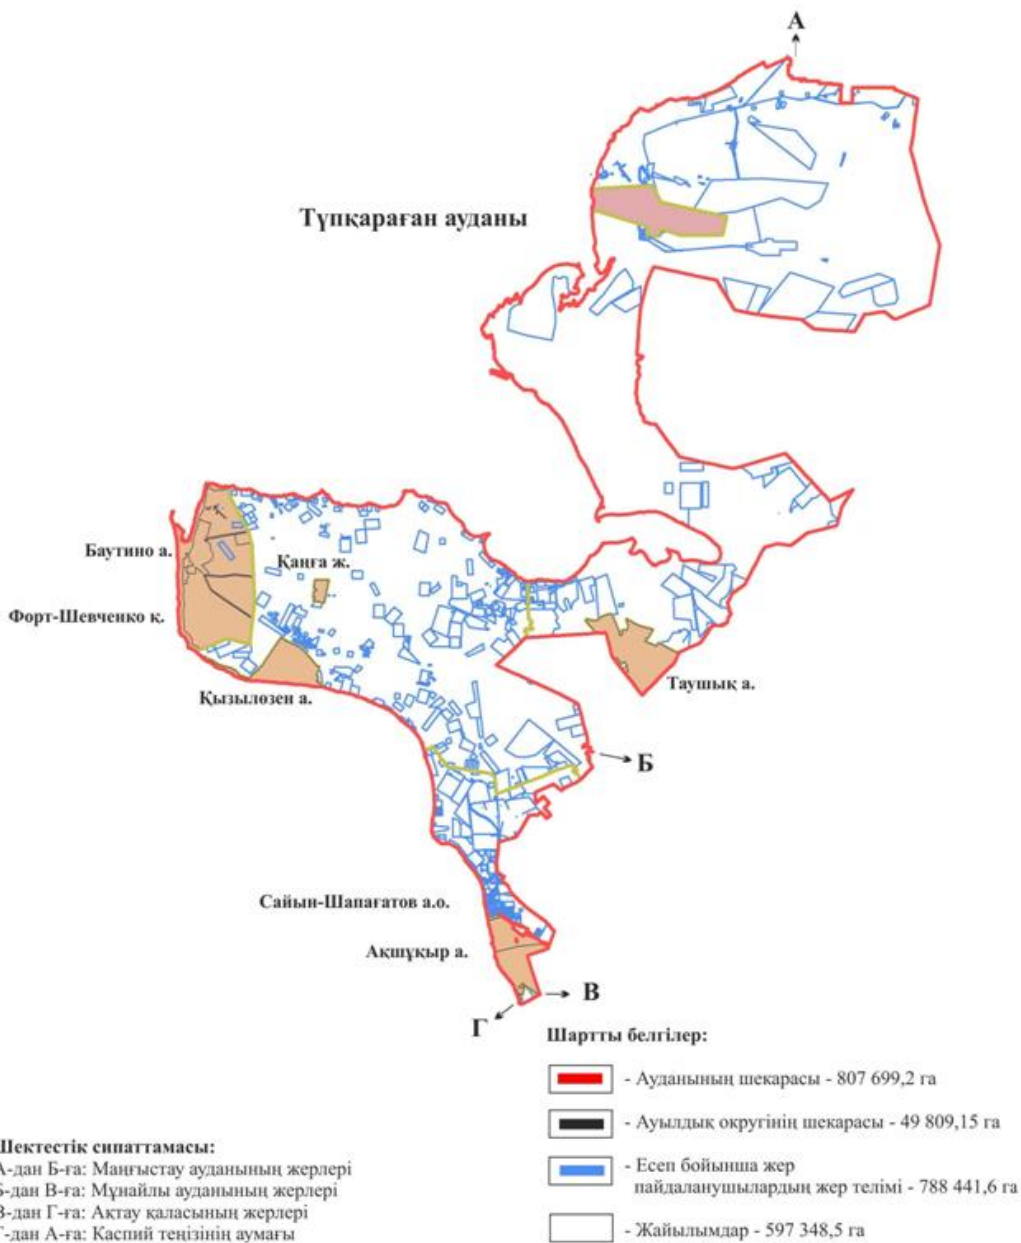 А
Түпқараған ауданы
Баутино а.
Қаңға ж.
Форт-Шевченко қ.
Қызылөзен а.
Таушық а.
Б
Сайын-Шапағатов а.о.
Ақшұқыр а.
В
Г
Шартты белгілер:
- Ауданының шекарасы - 807 699,2 га
- Ауылдық округінің шекарасы - 49 809,15 га
- Есеп бойынша жер
пайдаланушылардың жер телімі - 788 441,6 га
- Жайылымдар - 597 348,5 га
Шектестік сипаттамасы:
А-дан Б-ға: Маңғыстау ауданының жерлері
Б-дан В-ға: Мұнайлы ауданының жерлері
В-дан Г-ға: Ақтау қаласының жерлері
Г-дан А-ға: Каспий теңізінің аумағы